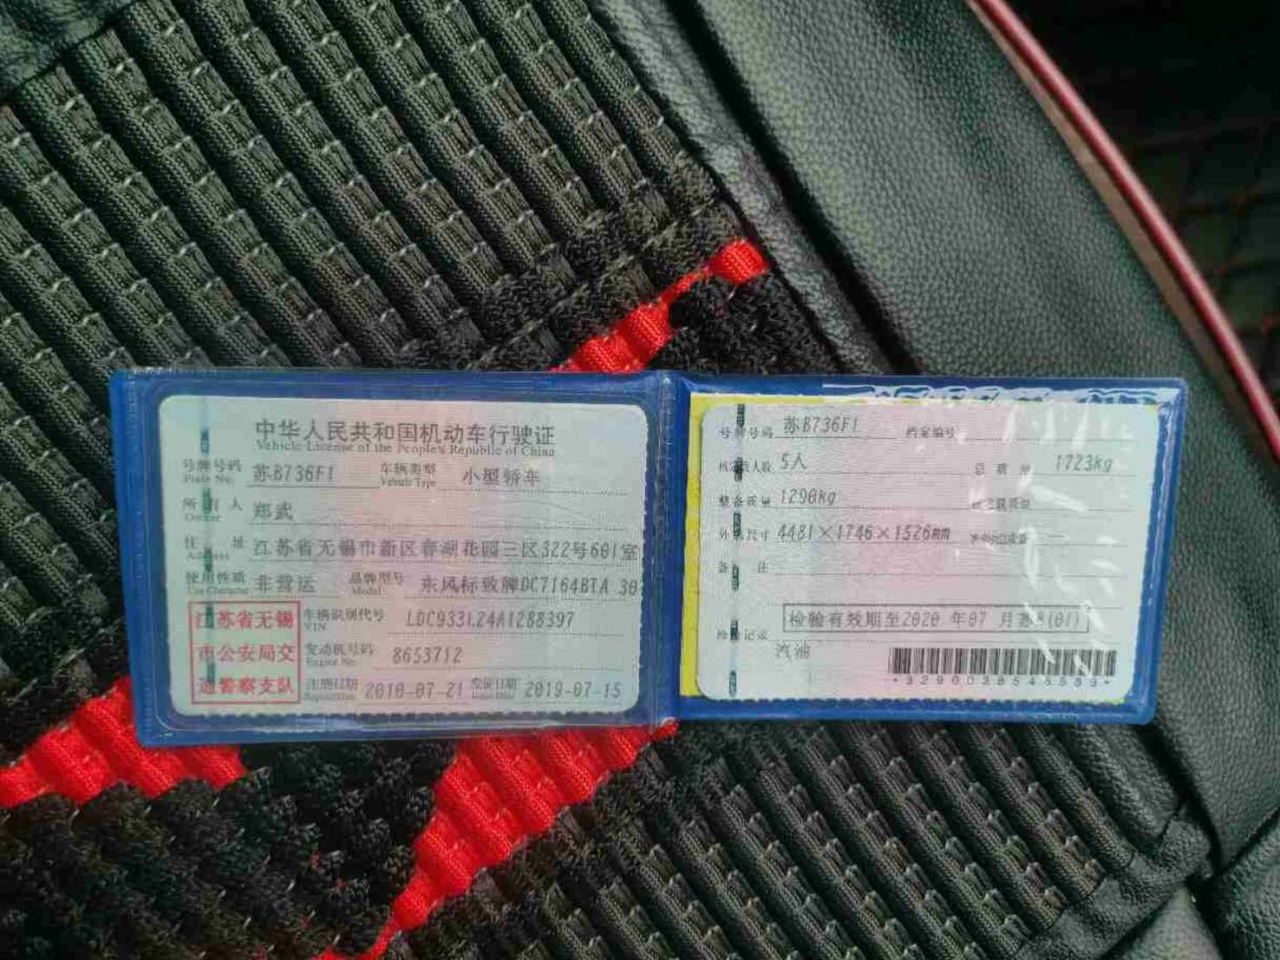 中华人民共和国机动车行驶证
Vehicle License of the People's Republic of China
号牌号码 苏B736F1 车辆类型 小型轿车
Plate No. Vehicle Type
所有人 郑武
Owner
住址 江苏省无锡市新区春湖花园三区322号601室
Address
使用性质 非营运 品牌型号 东风标致牌DC7164BTA 30
Use Character Model
江苏省无锡
市公安局交
通警察支队
车辆识别代号 LDC933LZ4A1288397
VIN
发动机号码 8653712
Engine No.
注册日期 2010-07-21 发证日期 2019-07-15
号牌号码 苏B736F1 档案编号
核定载人数 5人 总质量 1723kg
整备质量 1290kg
外廓尺寸 4481×1746×1526mm
备注
检验有效期至2020 年07 月苏B(01)
检验记录
汽油
*3290038545539*